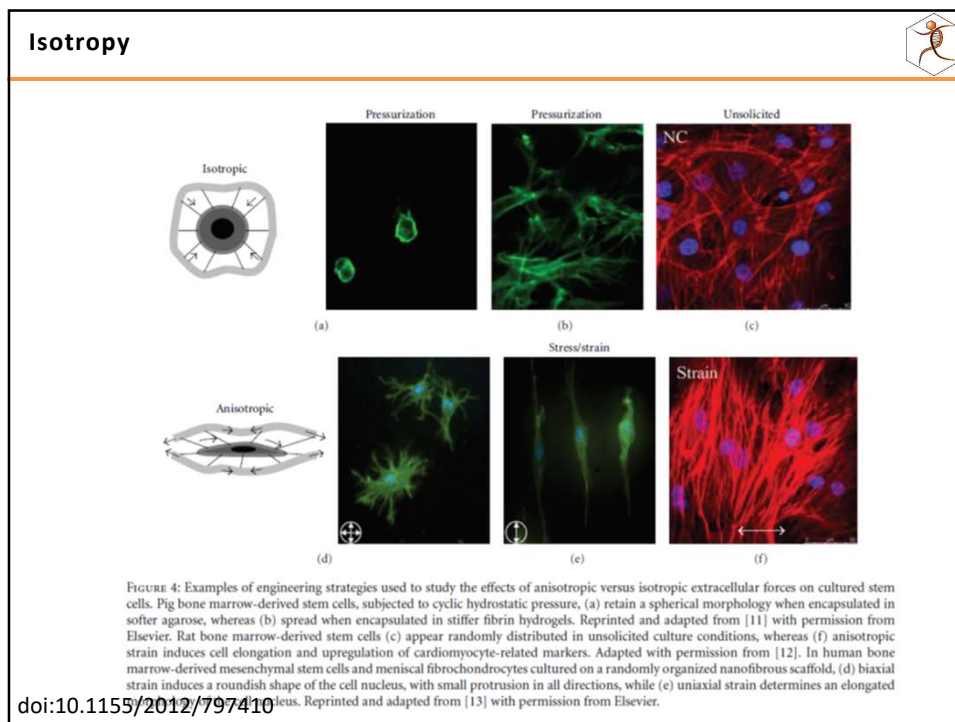 Isotropy
Pressurization
Pressurization
Unsolicited
Isotropic
NC
(a)
(b)
(c)
Stress/strain
Anisotropic
Strain
(d)
(e)
(f)
FIGURE 4: Examples of engineering strategies used to study the effects of anisotropic versus isotropic extracellular forces on cultured stem
cells. Pig bone marrow-derived stem cells, subjected to cyclic hydrostatic pressure, (a) retain a spherical morphology when encapsulated in
softer agarose, whereas (b) spread when encapsulated in stiffer fibrin hydrogels. Reprinted and adapted from [11] with permission from
Elsevier. Rat bone marrow-derived stem cells (c) appear randomly distributed in unsolicited culture conditions, whereas (f) anisotropic
strain induces cell elongation and upregulation of cardiomyocyte-related markers. Adapted with permission from [12]. In human bone
marrow-derived mesenchymal stem cells and meniscal fibrochondrocytes cultured on a randomly organized nanofibrous scaffold, (d) biaxial
strain induces a roundish shape of the cell nucleus, with small protrusion in all directions, while (e) uniaxial strain determines an elongated
nucleus. Reprinted and adapted from [13] with permission from Elsevier.
doi:10.1155/2012/797410